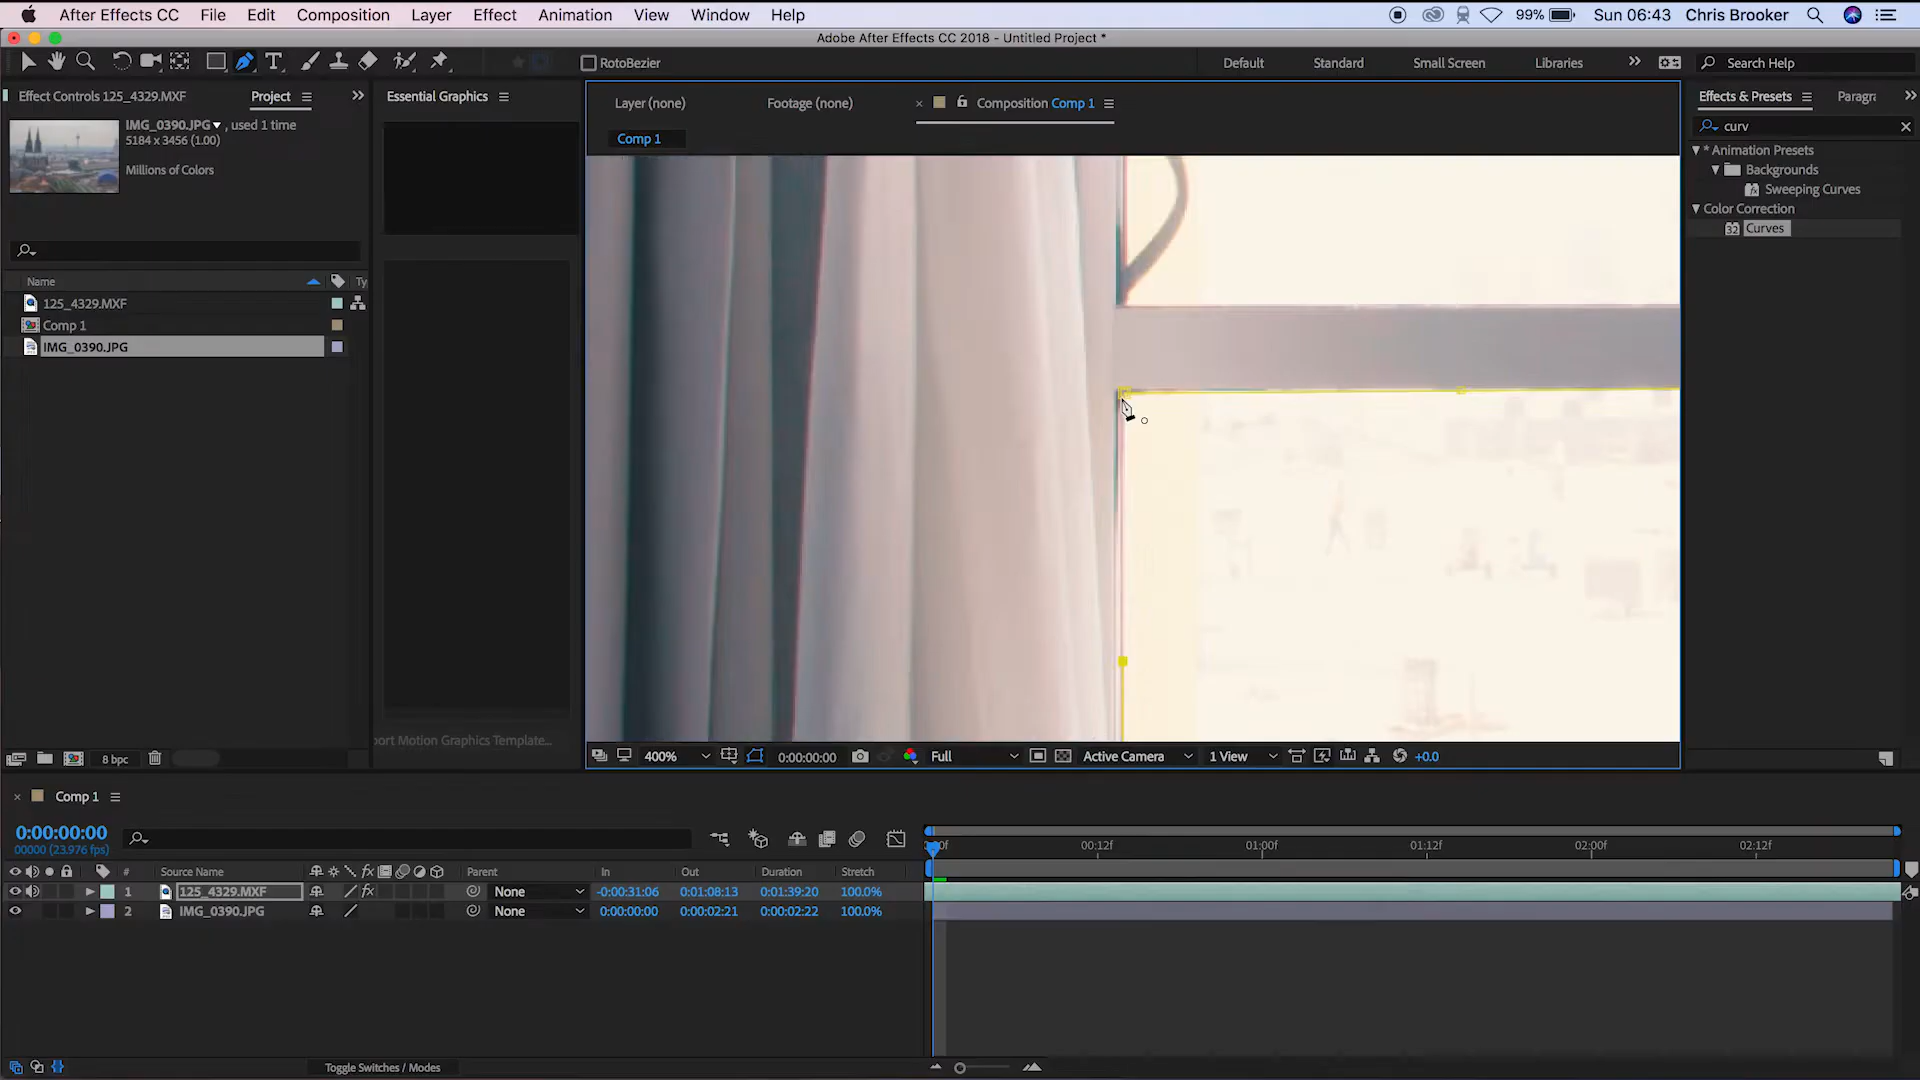 After Effects CC File Edit Composition Layer Effect Animation View Window Help 99% Sun 06:43 Chris Brooker
Adobe After Effects CC 2018 - Untitled Project *
RotoBezier Default Standard Small Screen Libraries Search Help
Effect Controls 125_4329.MXF Project
Essential Graphics
Layer (none) Footage (none) Composition Comp 1
Effects & Presets Paragra
IMG_0390.JPG , used 1 time
5184 x 3456 (1.00)
Millions of Colors
Comp 1
curv
* Animation Presets
Backgrounds
Sweeping Curves
Color Correction
32 Curves
Name Ty
125_4329.MXF
Comp 1
IMG_0390.JPG
ort Motion Graphics Template...
8 bpc
400% 0:00:00:00 Full Active Camera 1 View +0.0
Comp 1
0:00:00:00
00000 (23.976 fps)
:00f 00:12f 01:00f 01:12f 02:00f 02:12f
# Source Name fx Parent In Out Duration Stretch
1 125_4329.MXF fx None -0:00:31:06 0:01:08:13 0:01:39:20 100.0%
2 IMG_0390.JPG None 0:00:00:00 0:00:02:21 0:00:02:22 100.0%
Toggle Switches / Modes